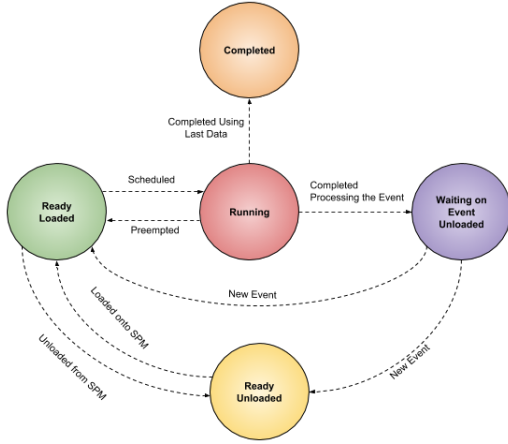 Completed
Completed Using
Last Data
Scheduled
Ready
Loaded
Running
Completed
Processing the Event
Waiting on
Event
Unloaded
Preempted
New Event
Loaded onto SPM
Unloaded from SPM
New Event
Ready
Unloaded